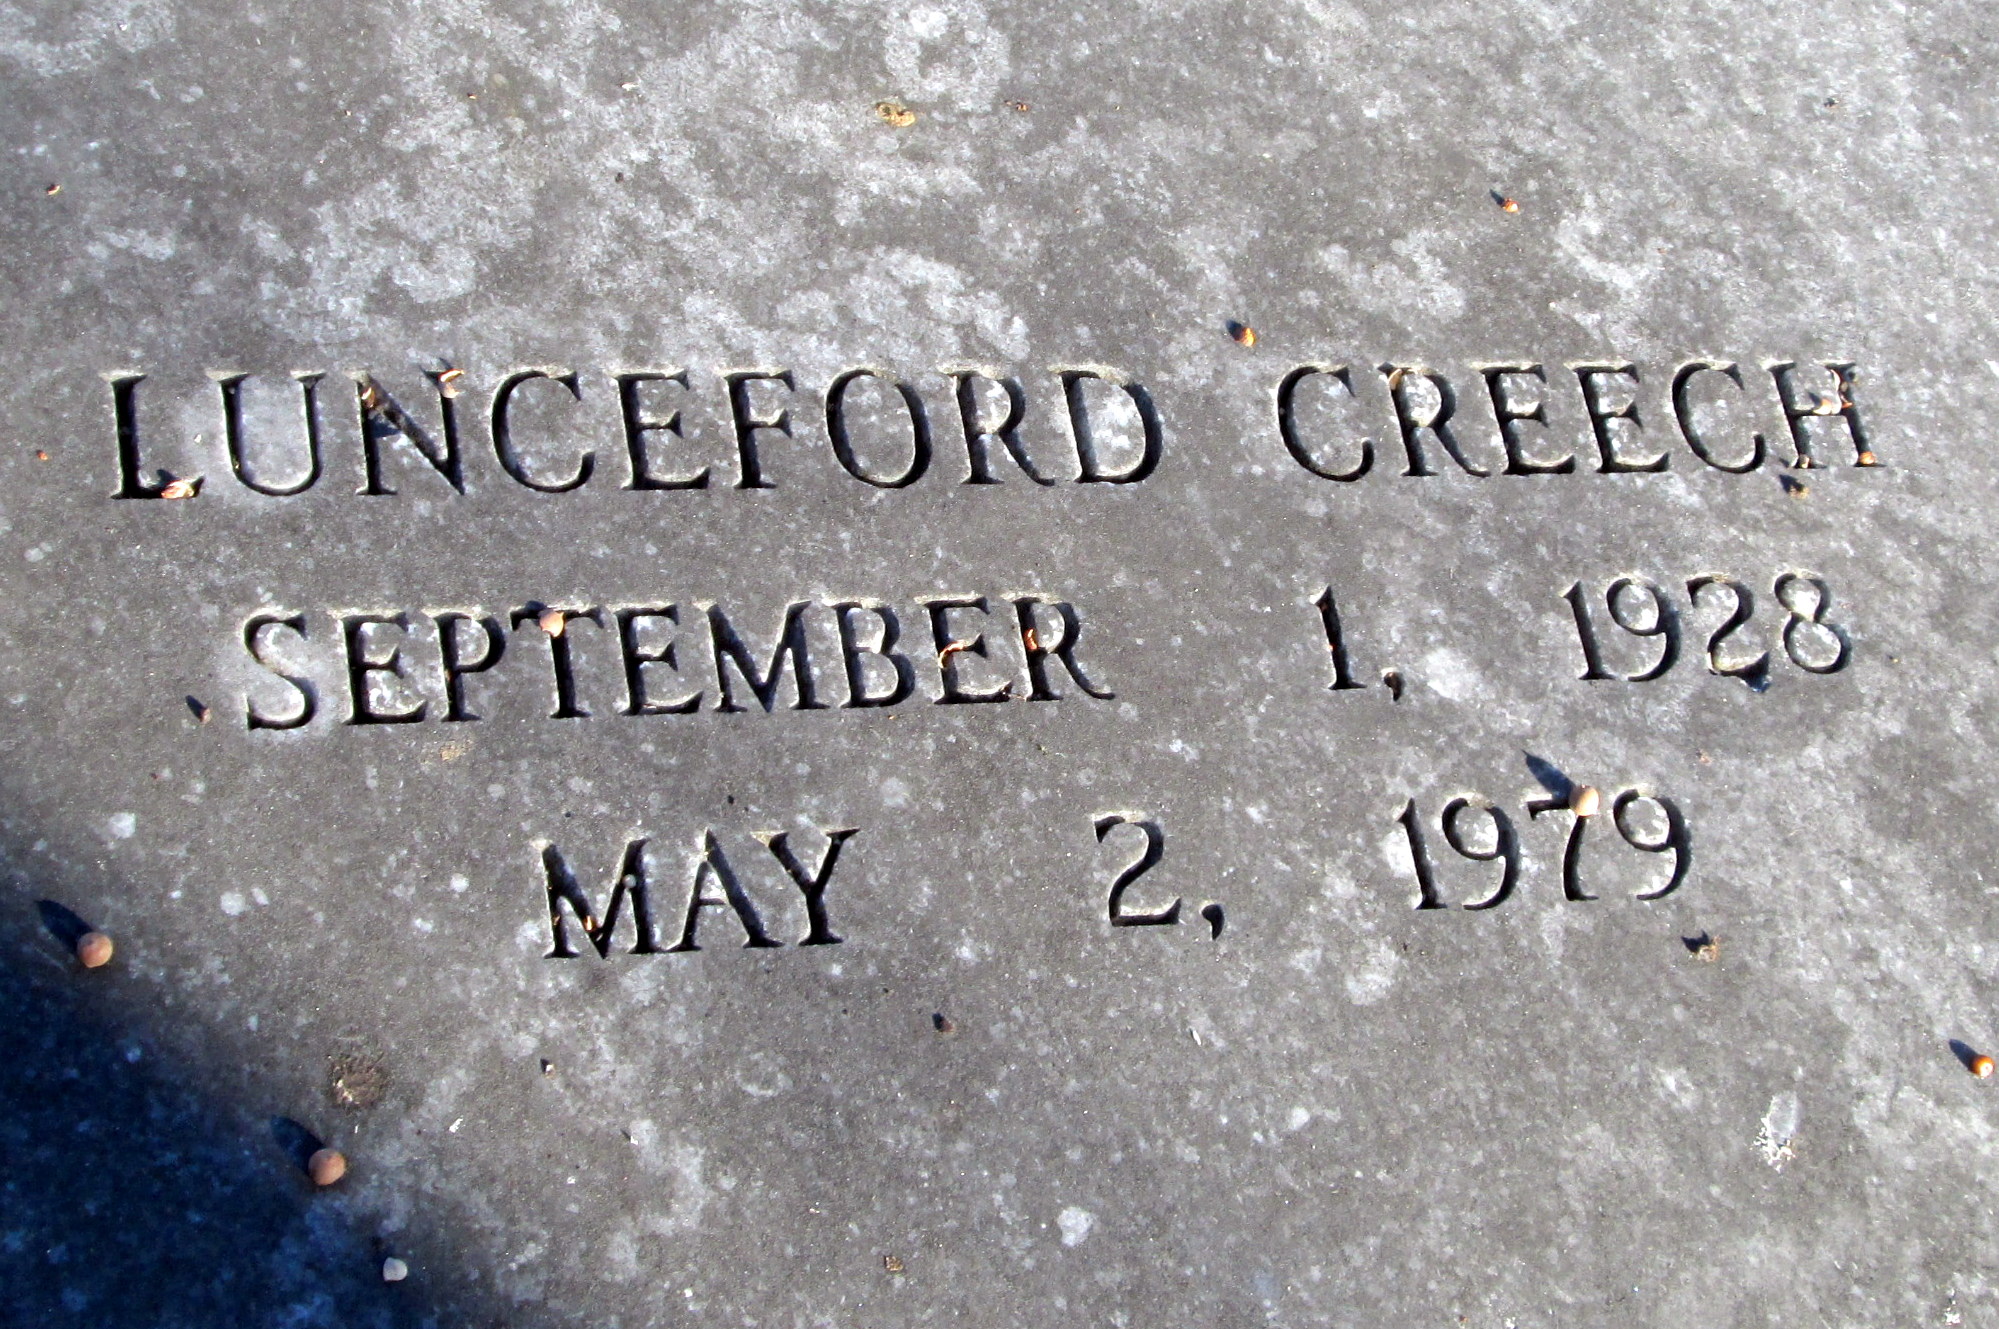 LUNCEFORD CREECH
SEPTEMBER 1, 1928
MAY 2, 1979